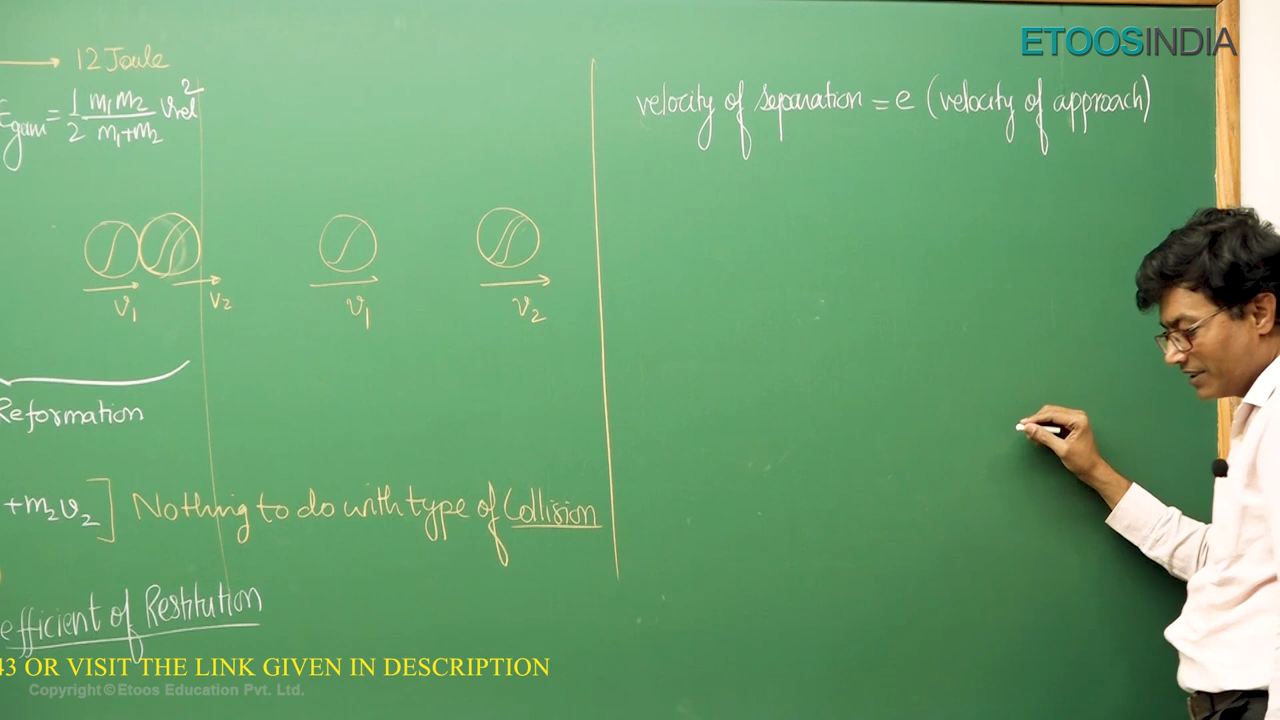 ETOOSINDIA
→ 12 Joule
Egain = 1/2 m₁m₂/m₁+m₂ vrel²
velocity of separation = e (velocity of approach)
v₁ v₂ v₁ v₂
Reformation
+m₂v₂] Nothing to do with type of Collision
efficient of Restitution
43 OR VISIT THE LINK GIVEN IN DESCRIPTION
Copyright © Etoos Education Pvt. Ltd.